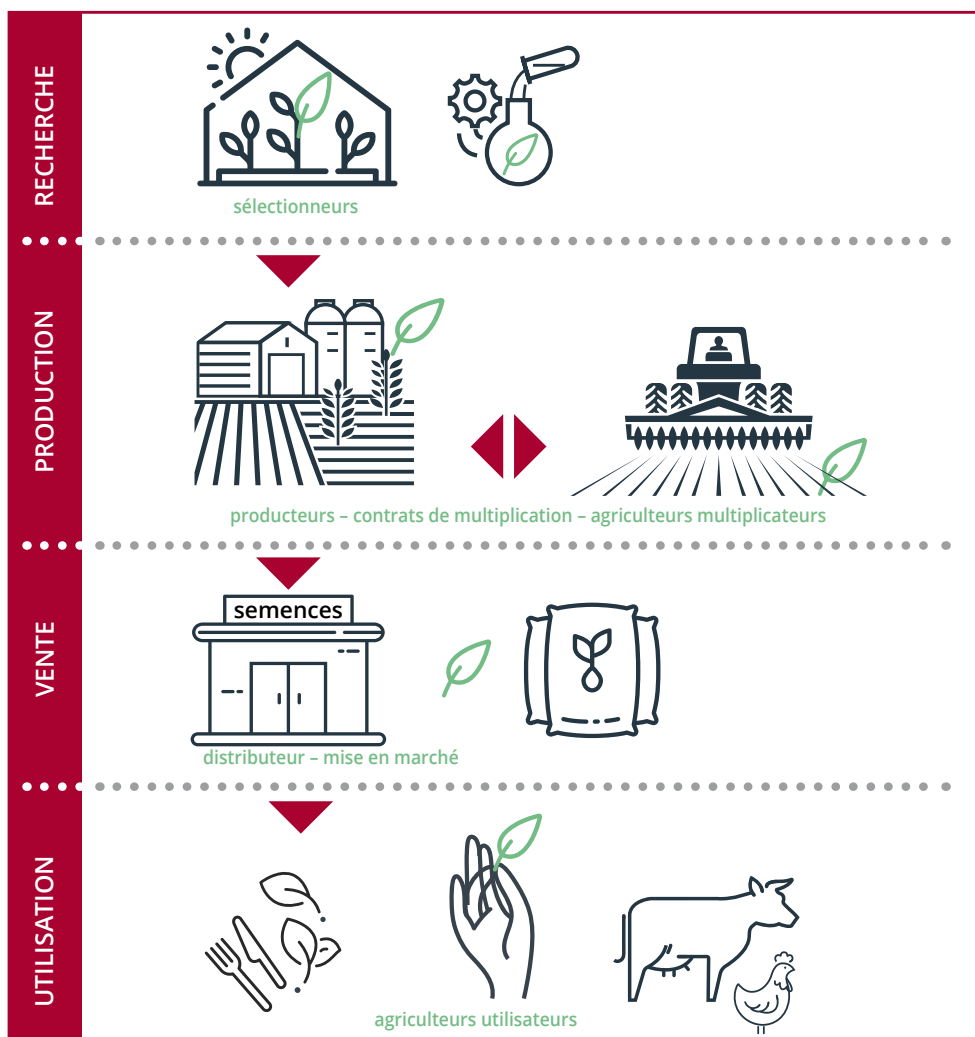 RECHERCHE
sélectionneurs
PRODUCTION
producteurs – contrats de multiplication – agriculteurs multiplicateurs
VENTE
semences
distributeur – mise en marché
UTILISATION
agriculteurs utilisateurs